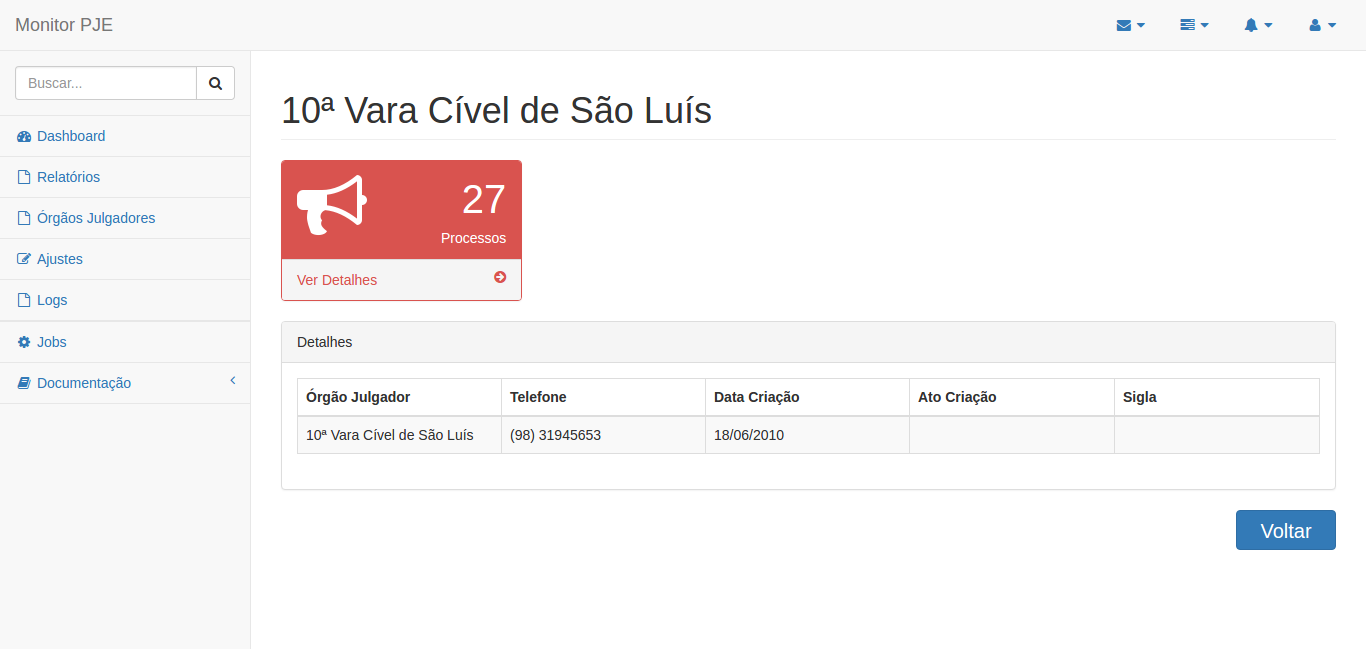 Monitor PJE
Buscar...
Dashboard
Relatórios
Órgãos Julgadores
Ajustes
Logs
Jobs
Documentação
10ª Vara Cível de São Luís
27
Processos
Ver Detalhes
Detalhes
Órgão Julgador Telefone Data Criação Ato Criação Sigla
10ª Vara Cível de São Luís (98) 31945653 18/06/2010
Voltar